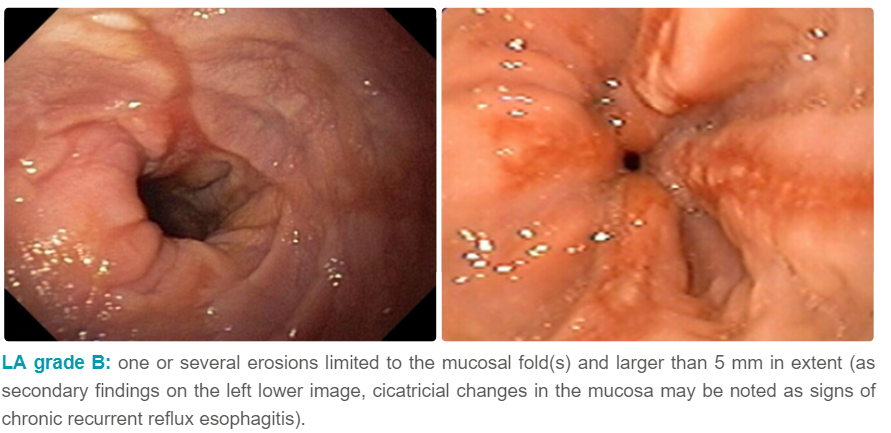 LA grade B: one or several erosions limited to the mucosal fold(s) and larger than 5 mm in extent (as
secondary findings on the left lower image, cicatricial changes in the mucosa may be noted as signs of
chronic recurrent reflux esophagitis).